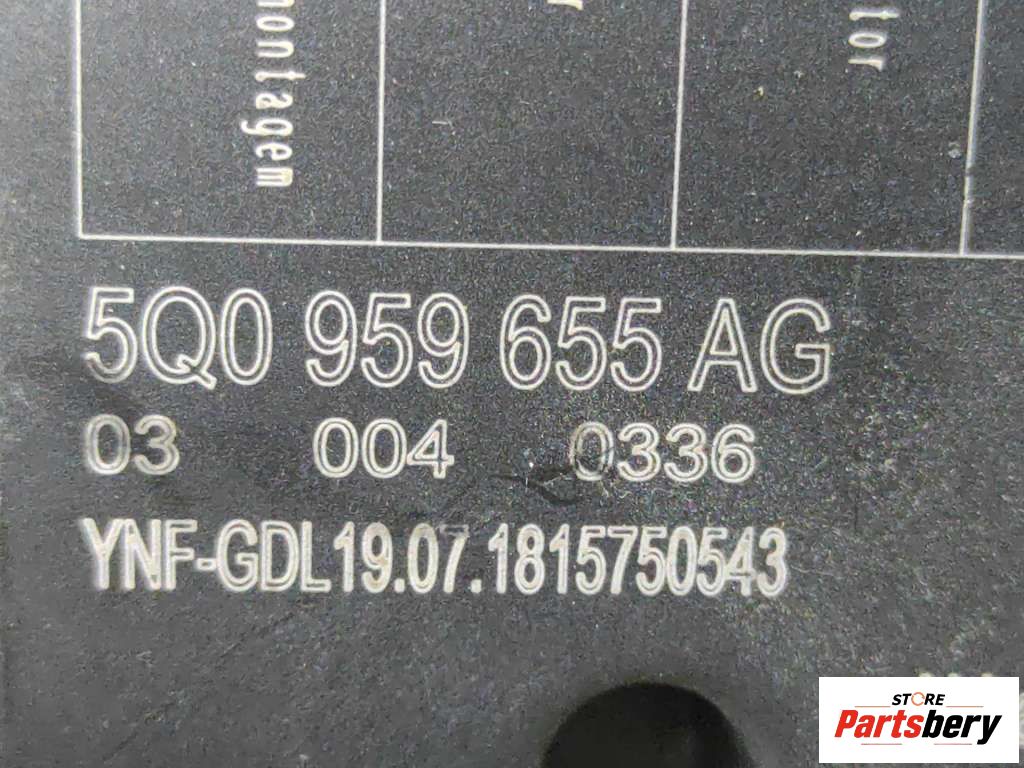 montagem
tor
5Q0 959 655 AG
03 004 0336
YNF-GDL19.07.1815750543
STORE
Partsbery